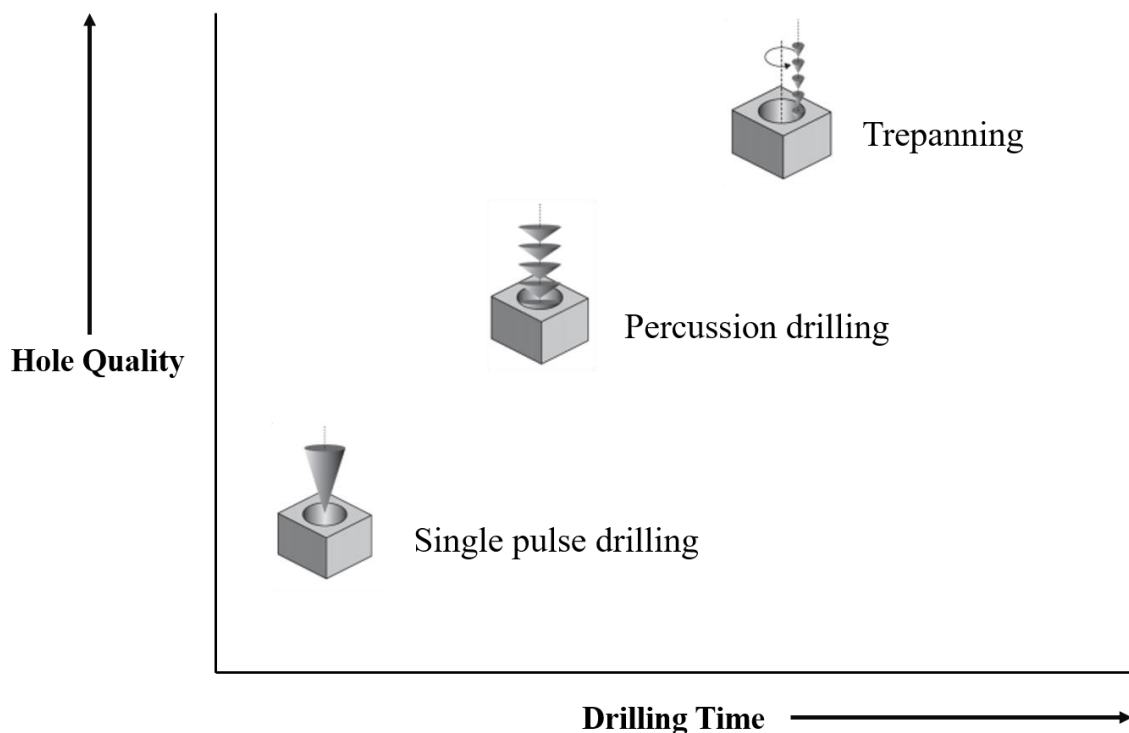 Trepanning
Percussion drilling
Hole Quality
Single pulse drilling
Drilling Time